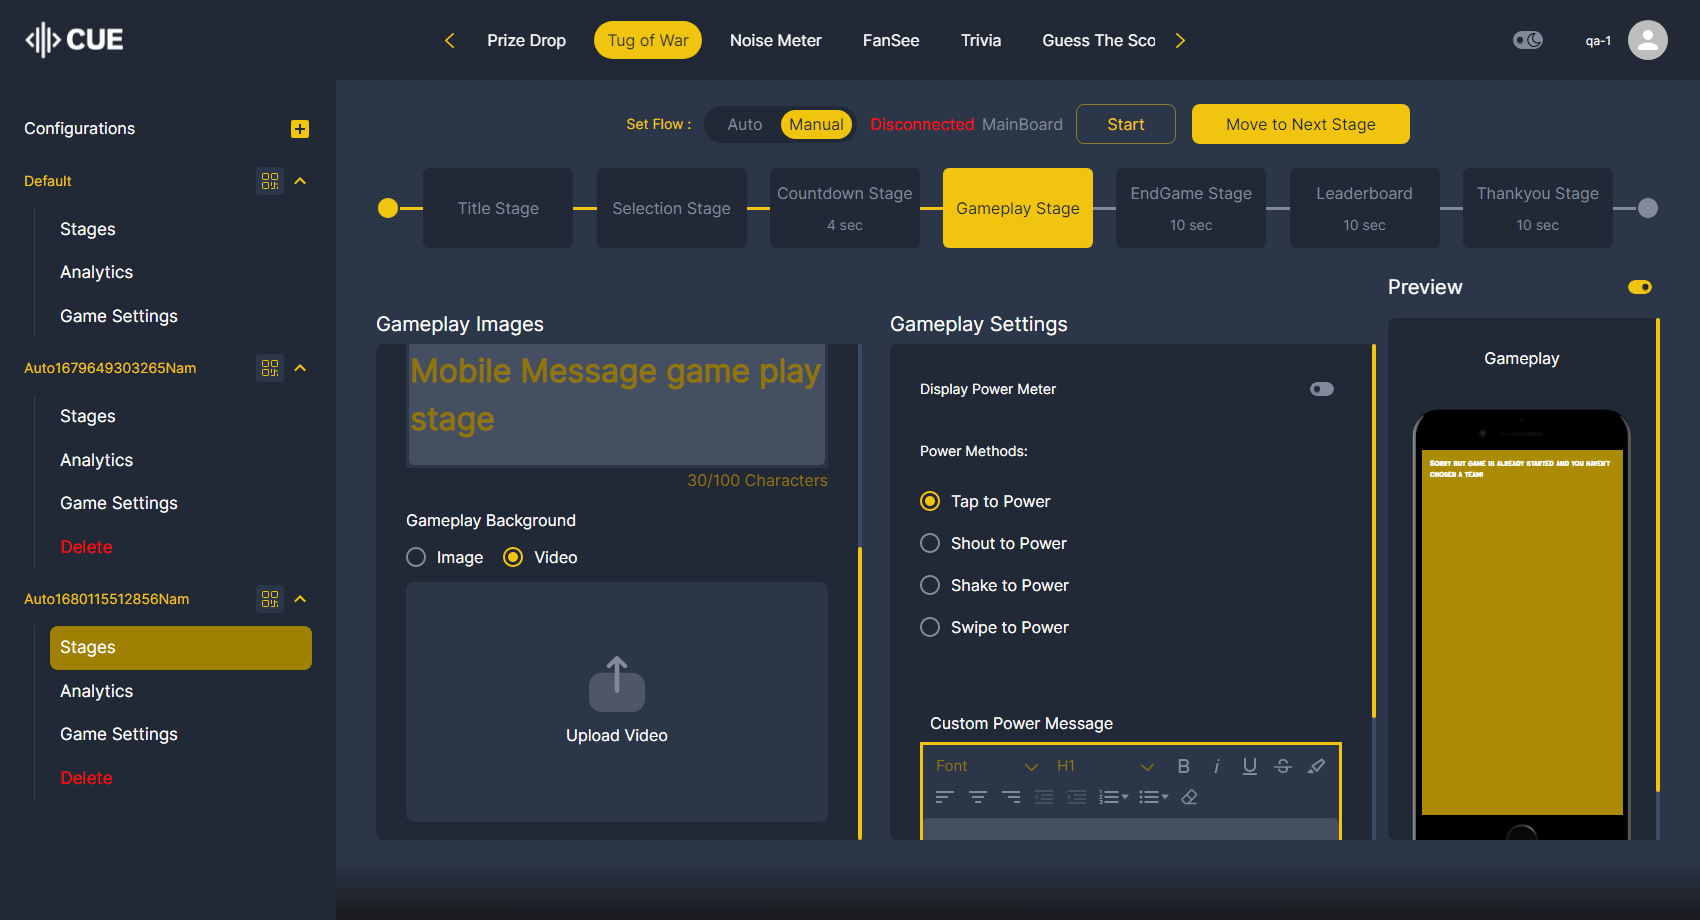 CUE
Prize Drop
Tug of War
Noise Meter
FanSee
Trivia
Guess The Sco
qa-1
Configurations
Default
Stages
Analytics
Game Settings
Auto1679649303265Nam
Stages
Analytics
Game Settings
Delete
Auto1680115512856Nam
Stages
Analytics
Game Settings
Delete
Set Flow :
Auto
Manual
Disconnected MainBoard
Start
Move to Next Stage
Title Stage
Selection Stage
Countdown Stage
4 sec
Gameplay Stage
EndGame Stage
10 sec
Leaderboard
10 sec
Thankyou Stage
10 sec
Gameplay Images
Mobile Message game play
stage
30/100 Characters
Gameplay Background
Image
Video
Upload Video
Gameplay Settings
Display Power Meter
Power Methods:
Tap to Power
Shout to Power
Shake to Power
Swipe to Power
Custom Power Message
Font
H1
B
i
U
S
Preview
Gameplay
Sorry but game is already started and you haven't
chosen a team!